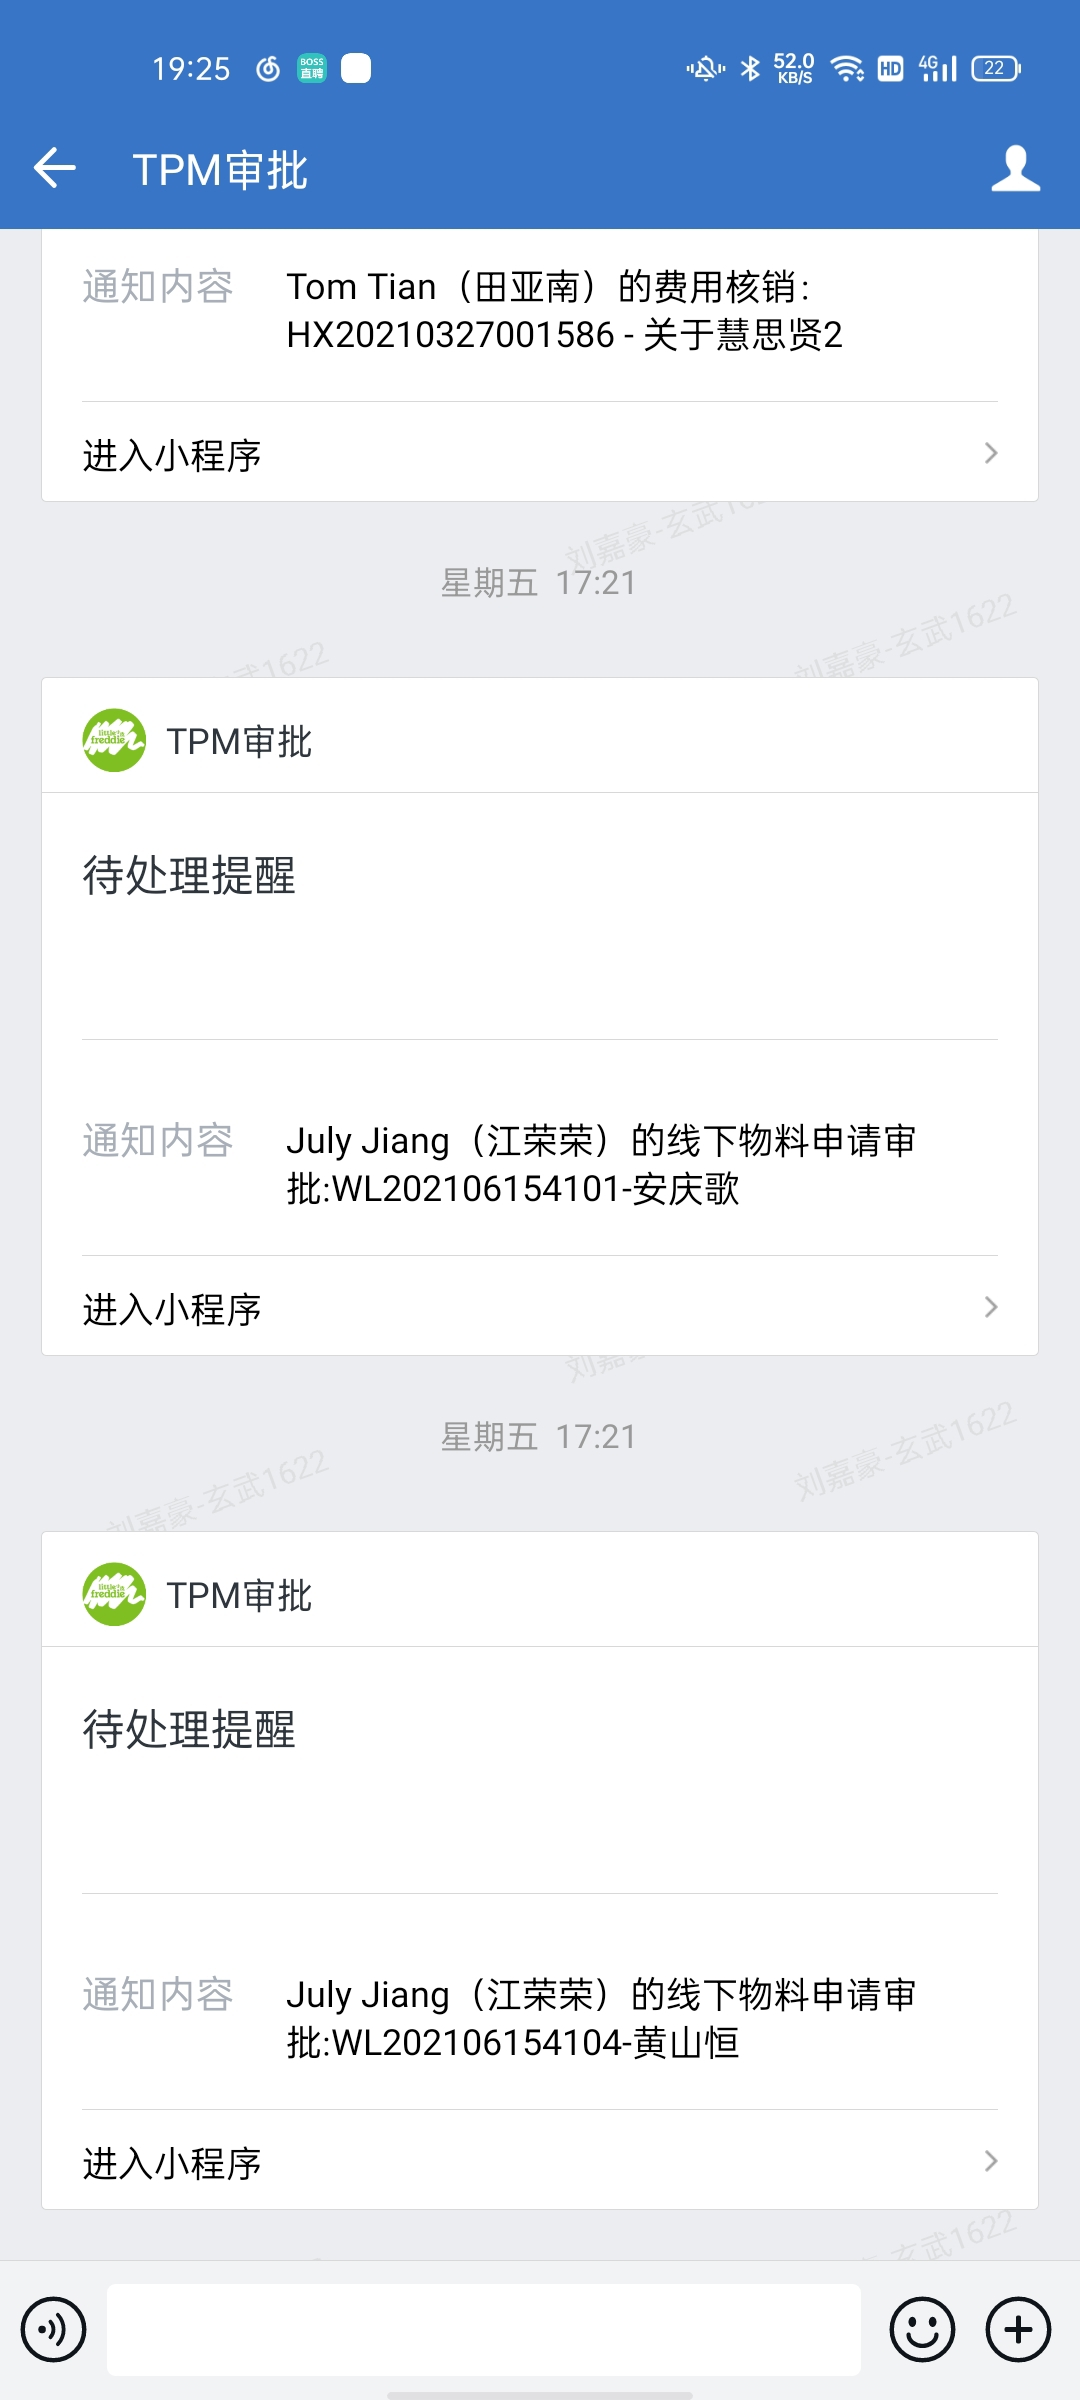 19:25
BOSS
直聘
52.0
KB/S
HD
4G
22
TPM审批
通知内容
Tom Tian（田亚南）的费用核销:
HX20210327001586 - 关于慧思贤2
进入小程序
刘嘉豪-玄武
星期五 17:21
刘嘉豪-玄武1622
武1622
little freddie
TPM审批
待处理提醒
通知内容
July Jiang（江荣荣）的线下物料申请审
批:WL202106154101-安庆歌
进入小程序
刘嘉
星期五 17:21
刘嘉豪-玄武1622
刘嘉豪-玄武1622
little freddie
TPM审批
待处理提醒
通知内容
July Jiang（江荣荣）的线下物料申请审
批:WL202106154104-黄山恒
进入小程序
玄武1622